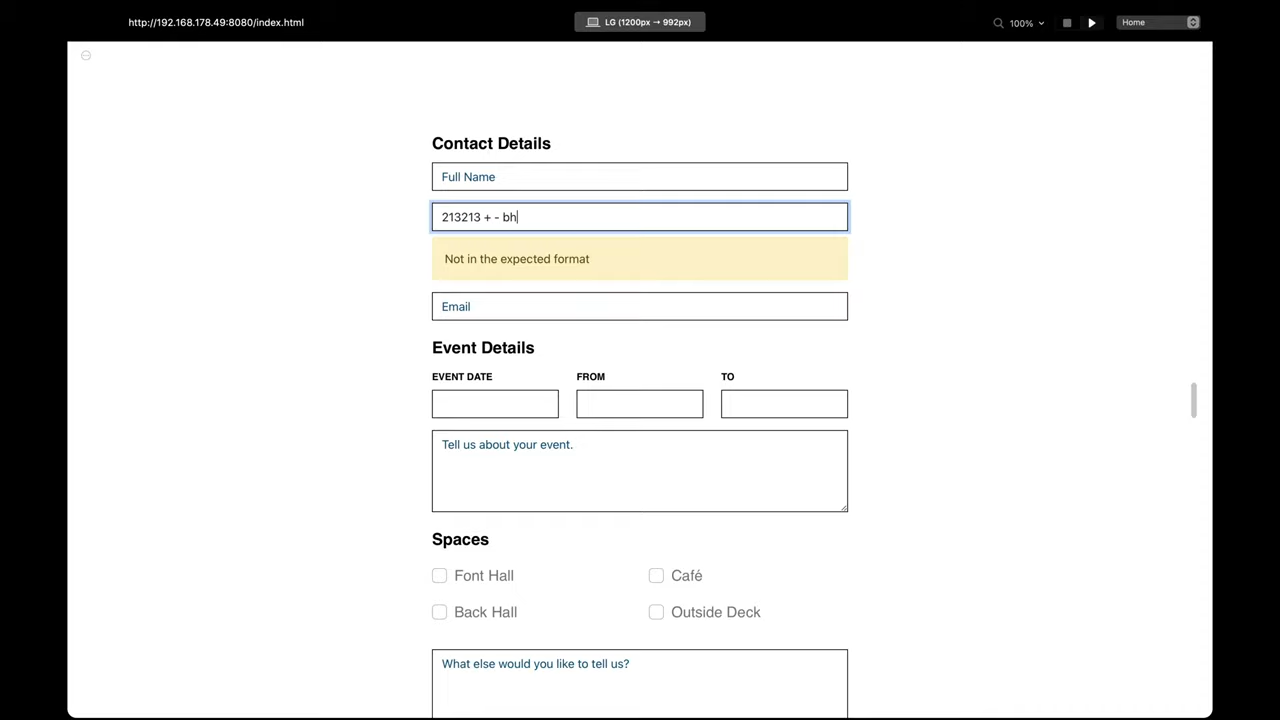 http://192.168.178.49:8080/index.html
LG (1200px → 992px)
100%
Home
Contact Details
Full Name
213213 + - bh
Not in the expected format
Email
Event Details
EVENT DATE FROM TO
Tell us about your event.
Spaces
Font Hall Café
Back Hall Outside Deck
What else would you like to tell us?